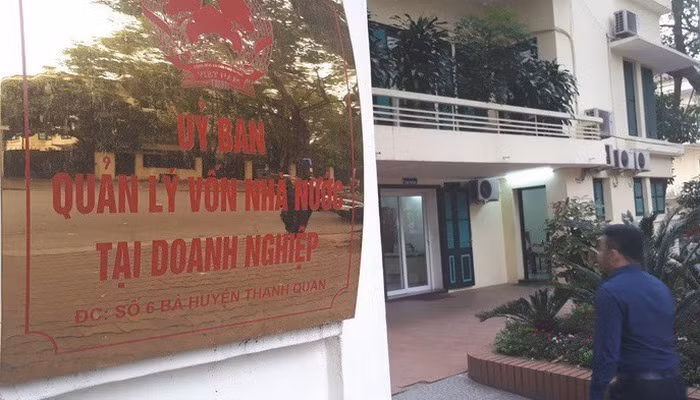 ỦY BAN
QUẢN LÝ VỐN NHÀ NƯỚC
TẠI DOANH NGHIỆP
ĐC: SỐ 6 BÀ HUYỆN THANH QUAN